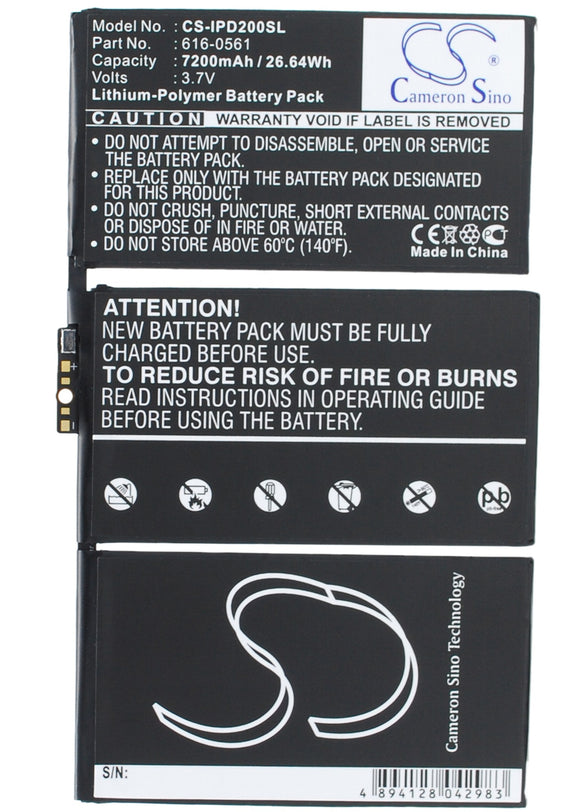 Model No. : CS-IPD200SL
Part No. : 616-0561
Capacity : 7200mAh / 26.64Wh
Volts : 3.7V
Lithium-Polymer Battery Pack
Cameron Sino
®
CAUTION WARRANTY VOID IF LABEL IS REMOVED
• DO NOT ATTEMPT TO DISASSEMBLE, OPEN OR SERVICE
THE BATTERY PACK.
• REPLACE ONLY WITH THE BATTERY PACK DESIGNATED
FOR THIS PRODUCT.
• DO NOT CRUSH, PUNCTURE, SHORT EXTERNAL CONTACTS
OR DISPOSE OF IN FIRE OR WATER.
• DO NOT STORE ABOVE 60°C (140°F).
CE PCT
Made In China
ATTENTION!
NEW BATTERY PACK MUST BE FULLY
CHARGED BEFORE USE.
TO REDUCE RISK OF FIRE OR BURNS
READ INSTRUCTIONS IN OPERATING GUIDE
BEFORE USING THE BATTERY.
pb
pb-free
Cameron Sino Technology
S/N:
4 894128 042983